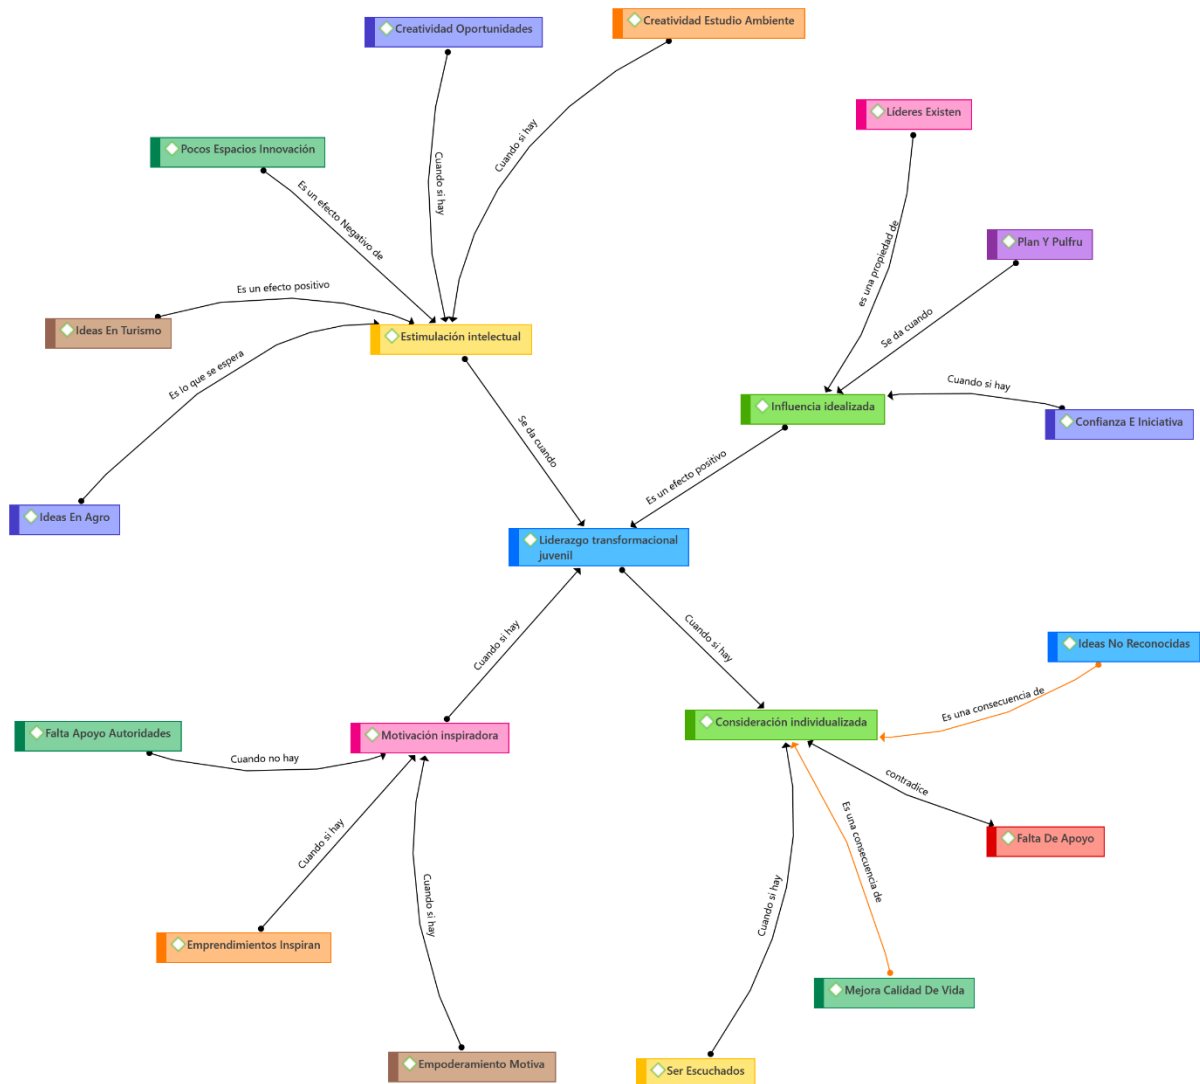 Creatividad Oportunidades
Creatividad Estudio Ambiente
Líderes Existen
Pocos Espacios Innovación
Cuando si hay
Cuando si hay
Es un efecto Negativo de
es una propiedad de
Plan Y Pulfru
Es un efecto positivo
Ideas En Turismo
Estimulación intelectual
Se da cuando
Es lo que se espera
Cuando si hay
Influencia idealizada
Confianza E Iniciativa
Se da cuando
Es un efecto positivo
Ideas En Agro
Liderazgo transformacional
juvenil
Cuando si hay
Cuando si hay
Ideas No Reconocidas
Es una consecuencia de
Falta Apoyo Autoridades
Motivación inspiradora
Consideración individualizada
Cuando no hay
contradice
Cuando si hay
Es una consecuencia de
Falta De Apoyo
Cuando si hay
Cuando si hay
Emprendimientos Inspiran
Mejora Calidad De Vida
Empoderamiento Motiva
Ser Escuchados